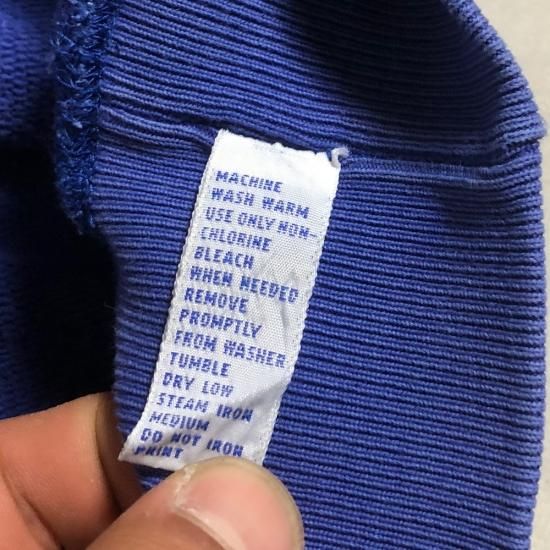 MACHINE
WASH WARM
USE ONLY NON-
CHLORINE
BLEACH
WHEN NEEDED
REMOVE
PROMPTLY
FROM WASHER
TUMBLE
DRY LOW
STEAM IRON
MEDIUM
DO NOT IRON
PRINT